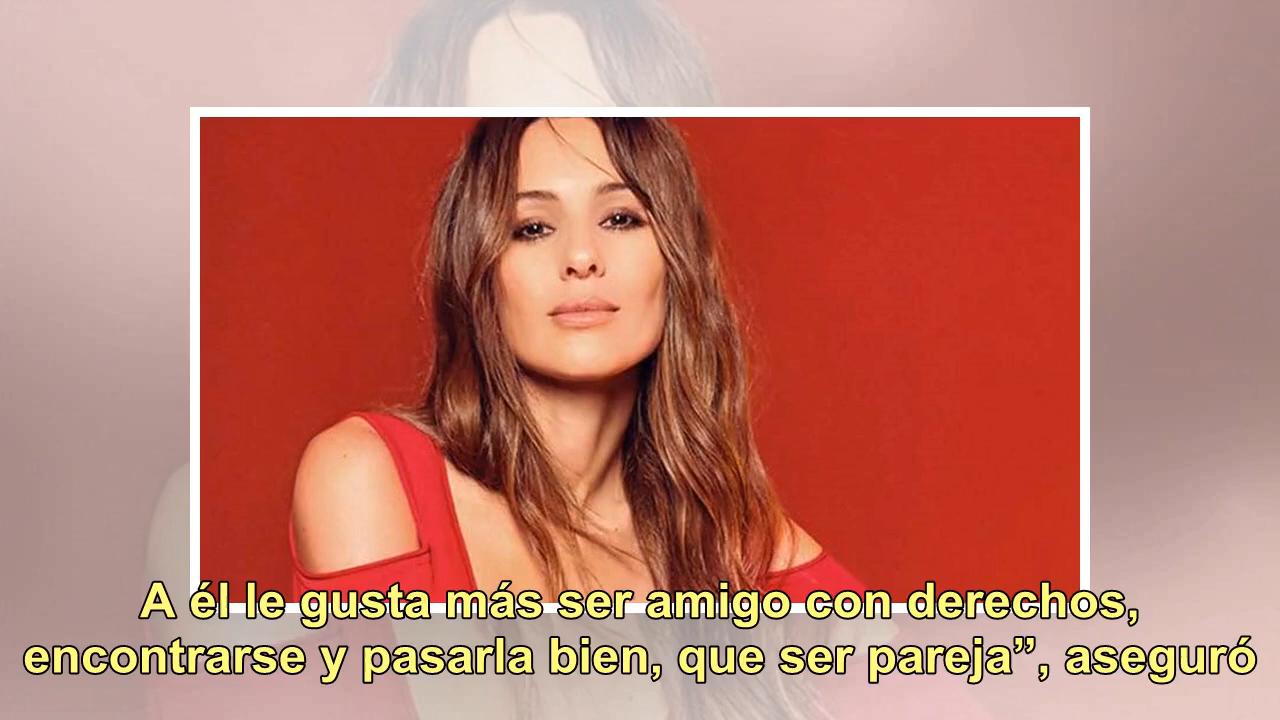 A él le gusta más ser amigo con derechos,
encontrarse y pasarla bien, que ser pareja”, aseguró